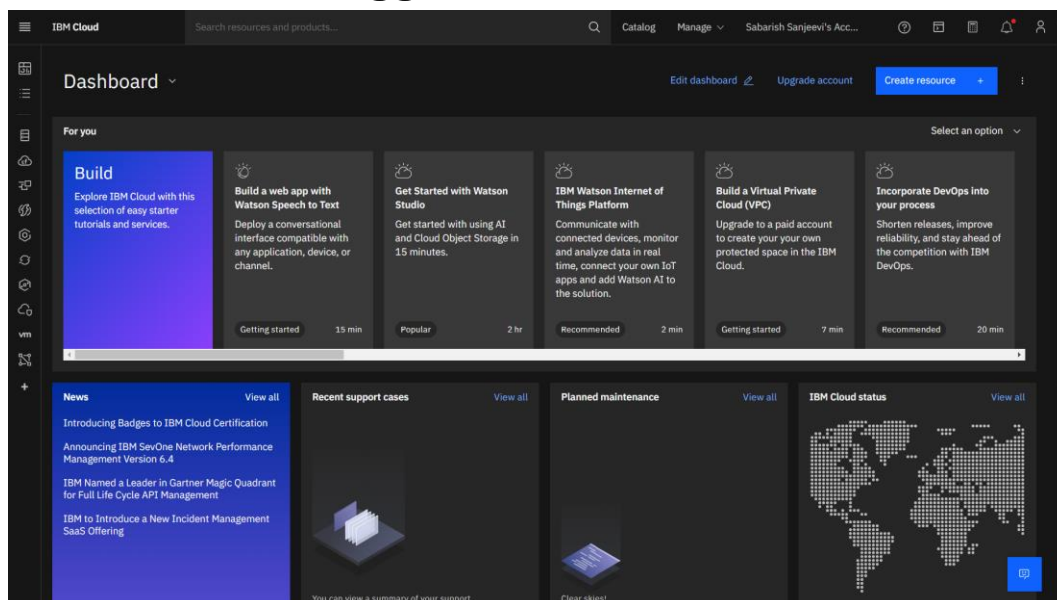 IBM Cloud
Search resources and products...
Catalog
Manage
Sabarish Sanjeevi's Acc...
Dashboard
Edit dashboard
Upgrade account
Create resource +
For you
Select an option
Build
Explore IBM Cloud with this
selection of easy starter
tutorials and services.
Build a web app with
Watson Speech to Text
Deploy a conversational
interface compatible with
any application, device, or
channel.
Getting started
15 min
Get Started with Watson
Studio
Get started with using AI
and Cloud Object Storage in
15 minutes.
Popular
2 hr
IBM Watson Internet of
Things Platform
Communicate with
connected devices, monitor
and analyze data in real
time, connect your own IoT
apps and add Watson AI to
the solution.
Recommended
2 min
Build a Virtual Private
Cloud (VPC)
Upgrade to a paid account
to create your your own
protected space in the IBM
Cloud.
Getting started
7 min
Incorporate DevOps into
your process
Shorten releases, improve
reliability, and stay ahead of
the competition with IBM
DevOps.
Recommended
20 min
vm
News
View all
Introducing Badges to IBM Cloud Certification
Announcing IBM SevOne Network Performance
Management Version 6.4
IBM Named a Leader in Gartner Magic Quadrant
for Full Life Cycle API Management
IBM to Introduce a New Incident Management
SaaS Offering
Recent support cases
View all
You can view a summary of your support
Planned maintenance
View all
Clear skies!
IBM Cloud status
View all